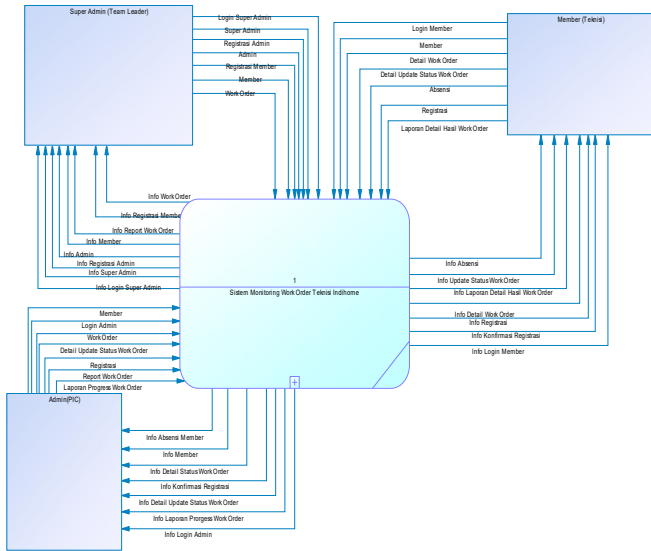 Super Admin (Team Leader)
Login Super Admin
Super Admin
Registrasi Admin
Admin
Registrasi Member
Member
Work Order
Member (Teknisi)
Login Member
Member
Detail Work Order
Detail Update Status Work Order
Absensi
Registrasi
Laporan Detail Hasil Work Order
Info Work Order
Info Registrasi Member
Info Report Work Order
Info Member
Info Admin
Info Registrasi Admin
Info Super Admin
Info Login Super Admin
1
Sistem Monitoring Work Order Teknisi Indihome
Info Absensi
Info Update Status Work Order
Info Laporan Detail Hasil Work Order
Info Detail Work Order
Info Registrasi
Info Konfirmasi Registrasi
Info Login Member
Member
Login Admin
Work Order
Detail Update Status Work Order
Registrasi
Report Work Order
Laporan Progress Work Order
Admin(PIC)
Info Absensi Member
Info Member
Info Detail Status Work Order
Info Konfirmasi Registrasi
Info Detail Update Status Work Order
Info Laporan Prorgess Work Order
Info Login Admin